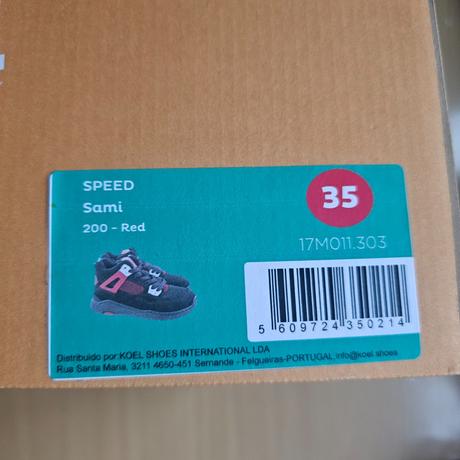 SPEED
Sami
200 - Red
35
17M011.303
5 609724 350214
Distribuido por:KOEL SHOES INTERNATIONAL LDA
Rua Santa Maria, 3211 4650-451 Sernande - Felgueiras-PORTUGAL,info@koel.shoes